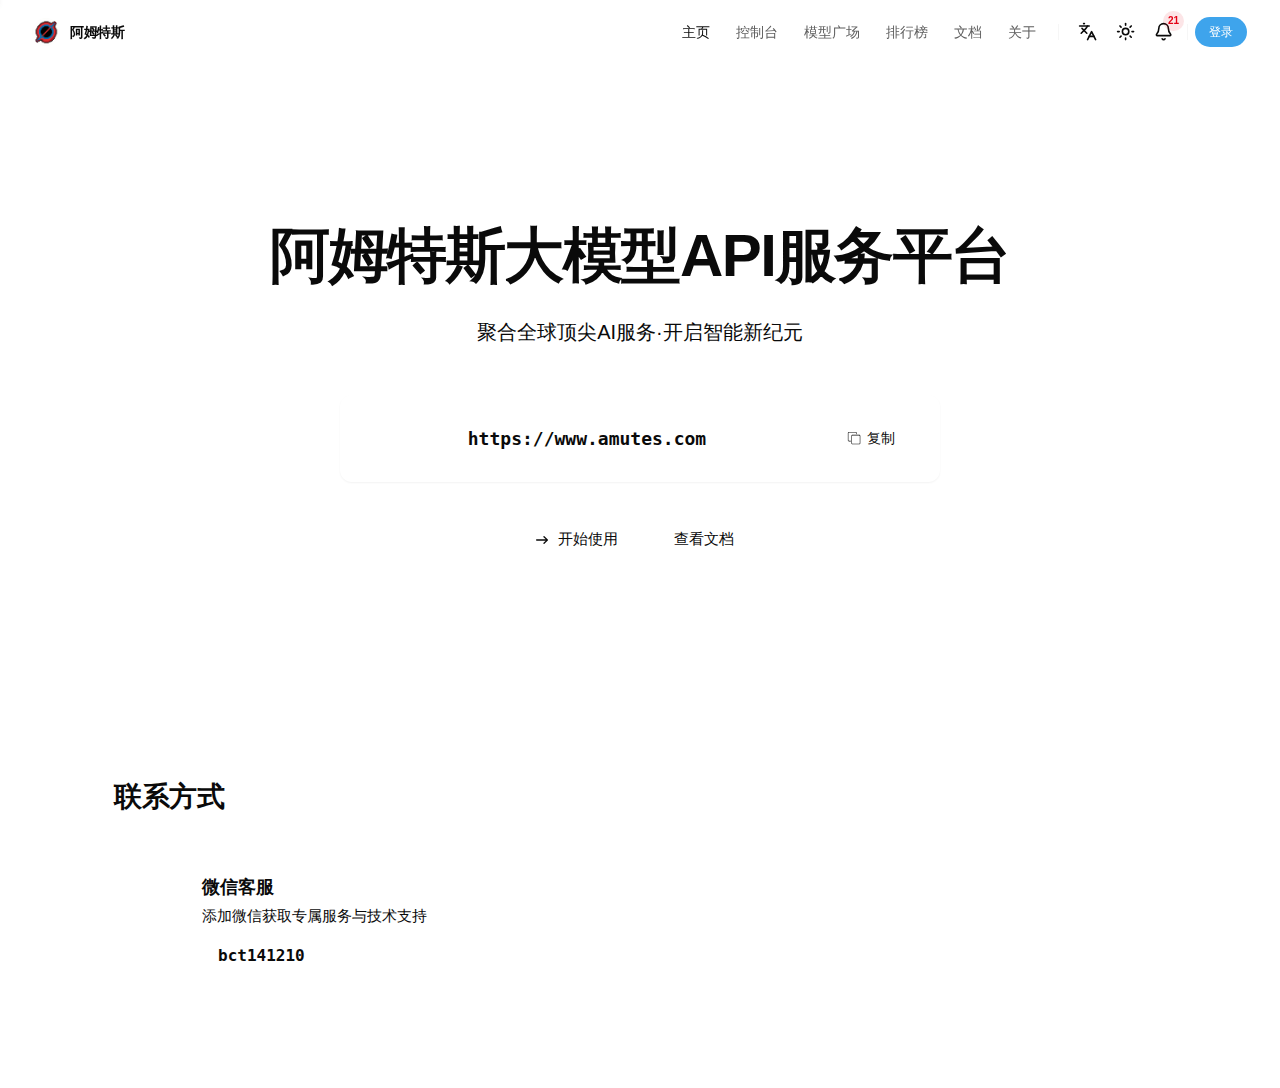 阿姆特斯
主页 控制台 模型广场 排行榜 文档 关于 21 登录
阿姆特斯大模型API服务平台
聚合全球顶尖AI服务·开启智能新纪元
https://www.amutes.com 复制
开始使用 查看文档
联系方式
微信客服
添加微信获取专属服务与技术支持
bct141210